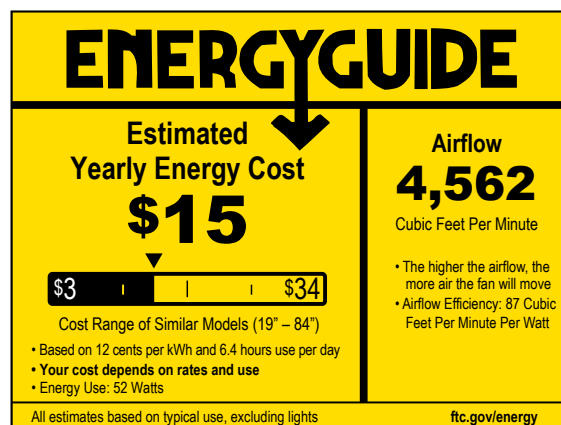 ENERGYGUIDE
Estimated
Yearly Energy Cost
$15
$3
$34
Cost Range of Similar Models (19” – 84”)
• Based on 12 cents per kWh and 6.4 hours use per day
• Your cost depends on rates and use
• Energy Use: 52 Watts
All estimates based on typical use, excluding lights
Airflow
4,562
Cubic Feet Per Minute
• The higher the airflow, the
more air the fan will move
• Airflow Efficiency: 87 Cubic
Feet Per Minute Per Watt
ftc.gov/energy